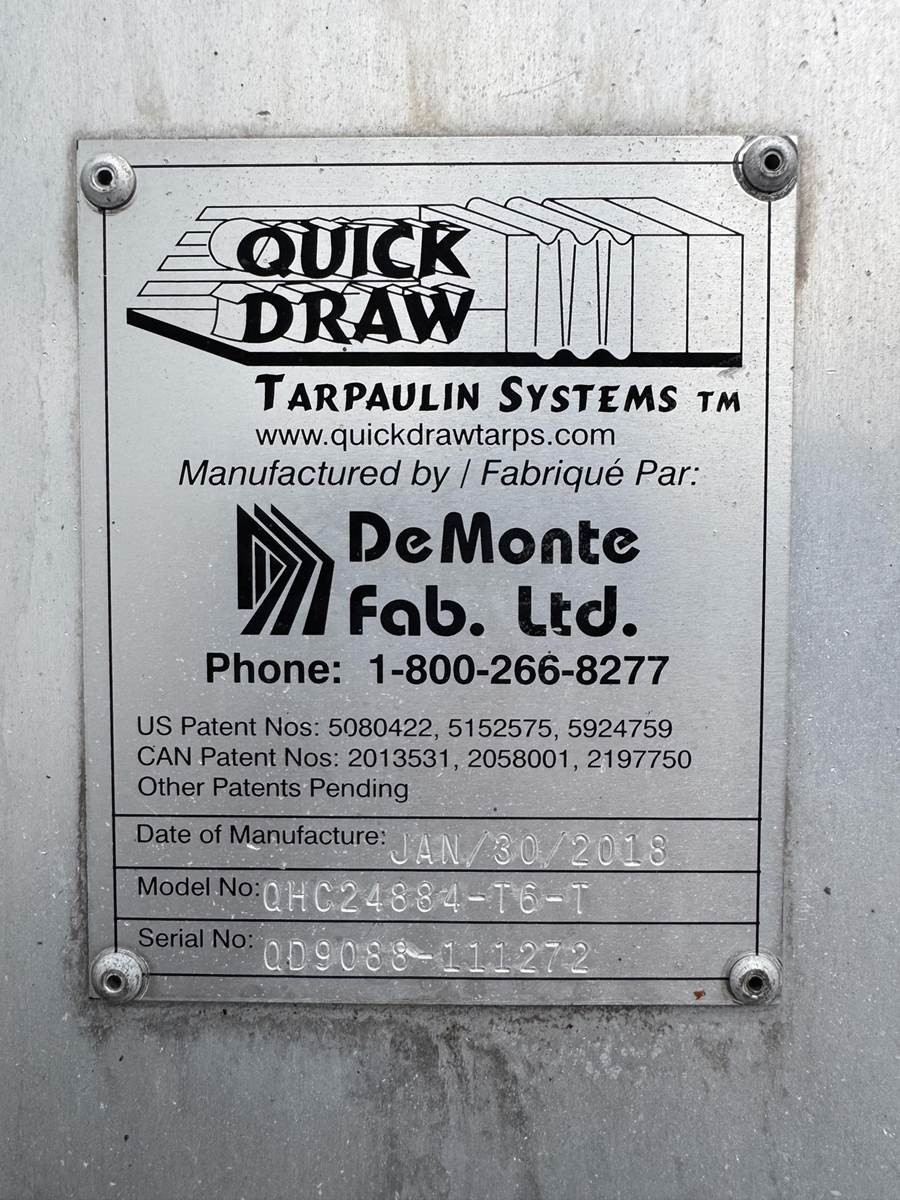 QUICK
DRAW
TARPAULIN SYSTEMS TM
www.quickdrawtarps.com
Manufactured by / Fabriqué Par:
DeMonte
Fab. Ltd.
Phone: 1-800-266-8277
US Patent Nos: 5080422, 5152575, 5924759
CAN Patent Nos: 2013531, 2058001, 2197750
Other Patents Pending
Date of Manufacture: JAN/30/2018
Model No: QHC24884-T6-T
Serial No: QD9088-111272